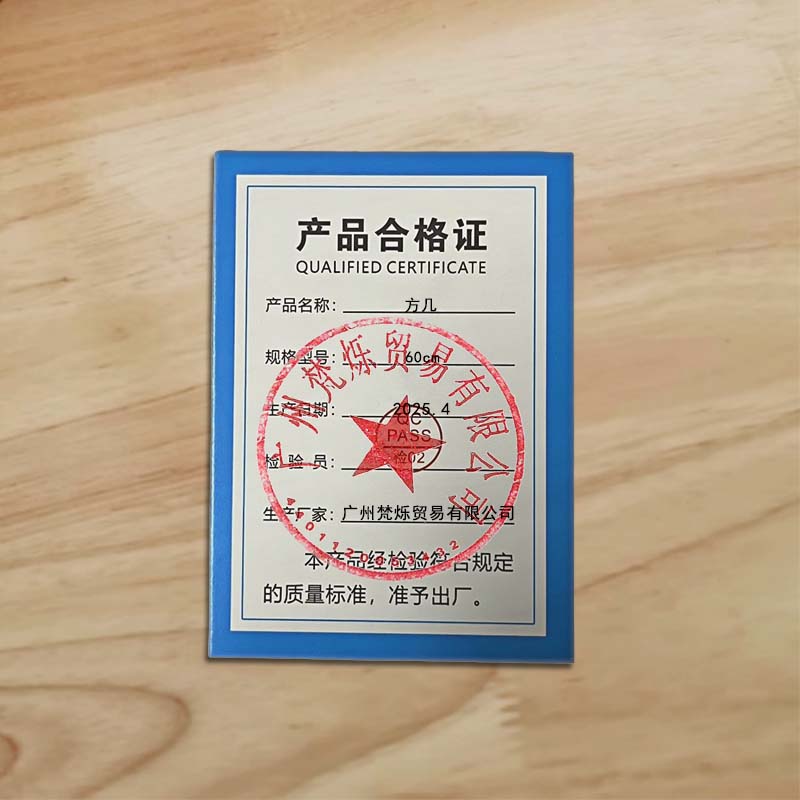 产品合格证
QUALIFIED CERTIFICATE
产品名称: 方几
规格型号: 60cm
生产日期: 2025.4
QC
PASS
检验员: 检02
生产厂家: 广州梵烁贸易有限公司
本产品经检验符合规定
的质量标准，准予出厂。
广州梵烁贸易有限公司